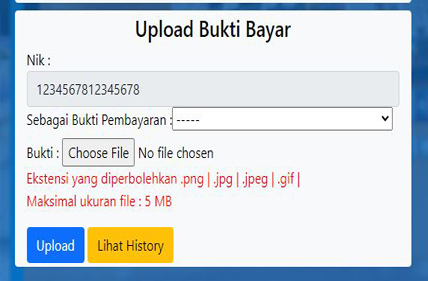 Upload Bukti Bayar
Nik :
1234567812345678
Sebagai Bukti Pembayaran :-----
Bukti : Choose File No file chosen
Ekstensi yang diperbolehkan .png | .jpg | .jpeg | .gif |
Maksimal ukuran file : 5 MB
Upload Lihat History